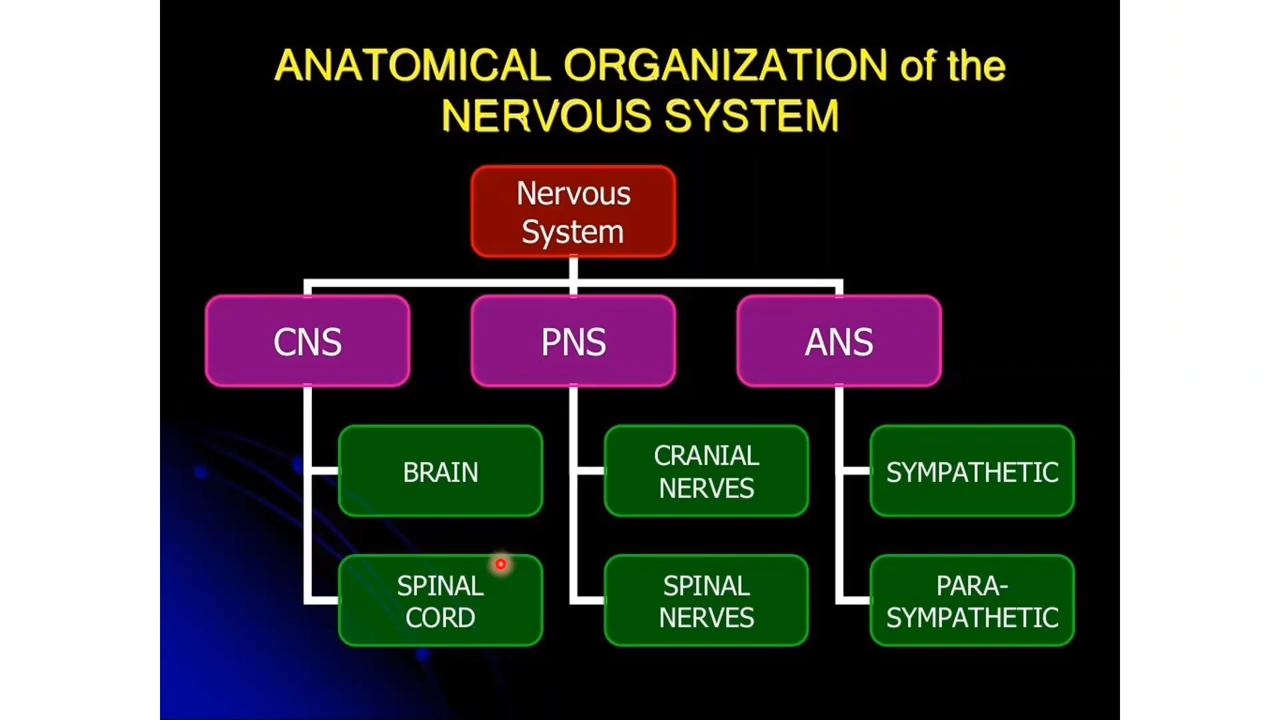 ANATOMICAL ORGANIZATION of the
NERVOUS SYSTEM
Nervous
System
CNS
PNS
ANS
BRAIN
CRANIAL
NERVES
SYMPATHETIC
SPINAL
CORD
SPINAL
NERVES
PARA-
SYMPATHETIC